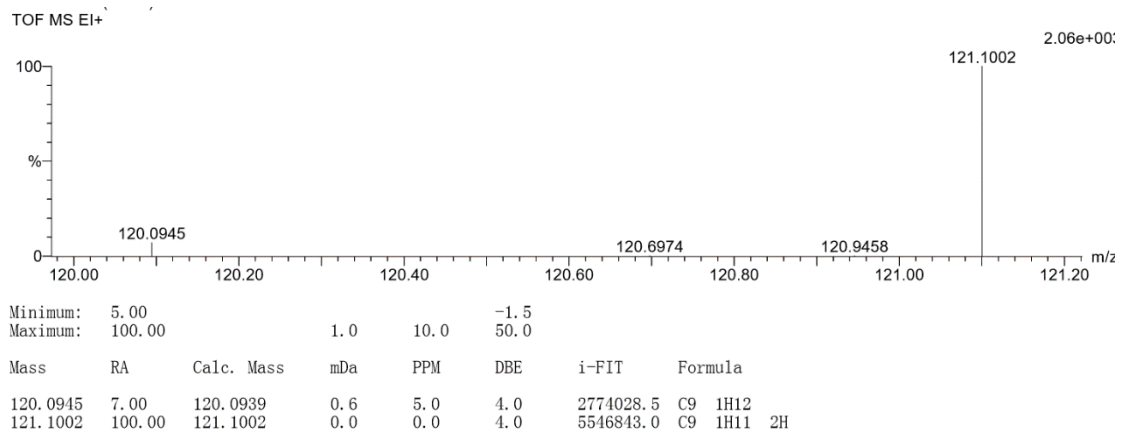 TOF MS EI+
2.06e+003
100
121.1002
%
120.0945
120.6974
120.9458
0
m/z
120.00 120.20 120.40 120.60 120.80 121.00 121.20
Minimum: 5.00 -1.5
Maximum: 100.00 1.0 10.0 50.0
Mass RA Calc. Mass mDa PPM DBE i-FIT Formula
120.0945 7.00 120.0939 0.6 5.0 4.0 2774028.5 C9 1H12
121.1002 100.00 121.1002 0.0 0.0 4.0 5546843.0 C9 1H11 2H